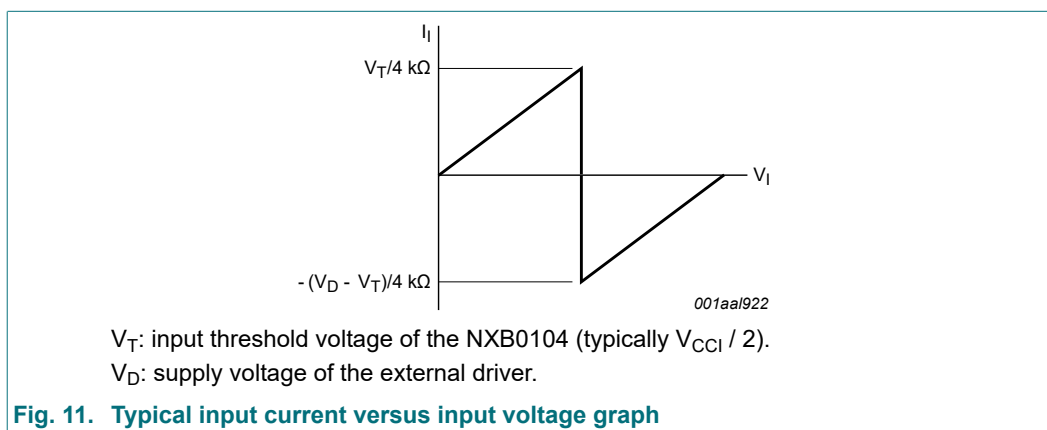 I_I
V_T/4 kΩ
V_I
- (V_D - V_T)/4 kΩ
001aal922
V_T: input threshold voltage of the NXB0104 (typically V_CCI / 2).
V_D: supply voltage of the external driver.
Fig. 11. Typical input current versus input voltage graph